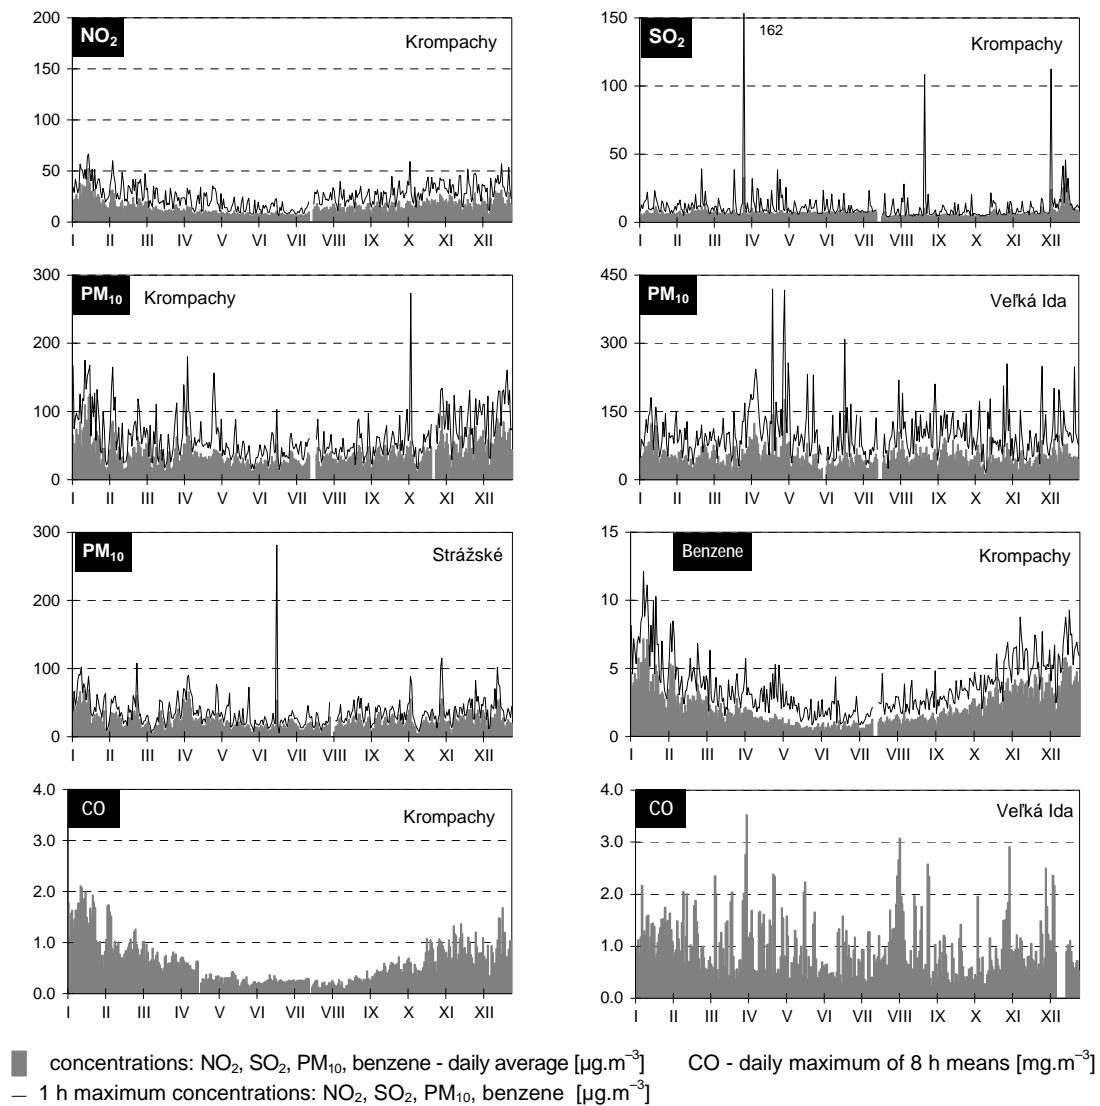 NO₂
Krompachy
200
150
100
50
0
I II III IV V VI VII VIII IX X XI XII
SO₂
162
Krompachy
150
100
50
0
I II III IV V VI VII VIII IX X XI XII
PM₁₀ Krompachy
300
200
100
0
I II III IV V VI VII VIII IX X XI XII
PM₁₀
Veľká Ida
450
300
150
0
I II III IV V VI VII VIII IX X XI XII
PM₁₀
Strážské
300
200
100
0
I II III IV V VI VII VIII IX X XI XII
Benzene
Krompachy
15
10
5
0
I II III IV V VI VII VIII IX X XI XII
CO
Krompachy
4.0
3.0
2.0
1.0
0.0
I II III IV V VI VII VIII IX X XI XII
CO
Veľká Ida
4.0
3.0
2.0
1.0
0.0
I II III IV V VI VII VIII IX X XI XII
concentrations: NO₂, SO₂, PM₁₀, benzene - daily average [µg.m⁻³] CO - daily maximum of 8 h means [mg.m⁻³]
1 h maximum concentrations: NO₂, SO₂, PM₁₀, benzene [µg.m⁻³]